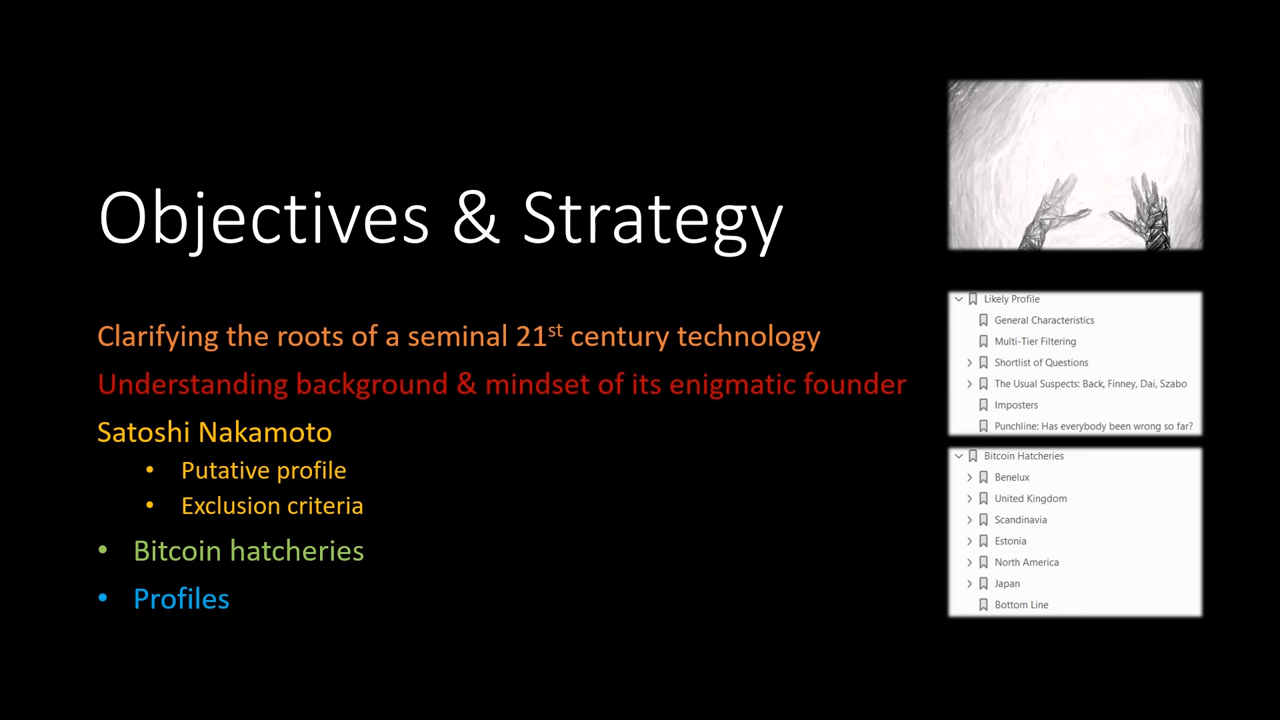 Objectives & Strategy
Clarifying the roots of a seminal 21st century technology
Understanding background & mindset of its enigmatic founder
Satoshi Nakamoto
• Putative profile
• Exclusion criteria
• Bitcoin hatcheries
• Profiles
Likely Profile
General Characteristics
Multi-Tier Filtering
Shortlist of Questions
The Usual Suspects: Back, Finney, Dai, Szabo
Imposters
Punchline: Has everybody been wrong so far?
Bitcoin Hatcheries
Benelux
United Kingdom
Scandinavia
Estonia
North America
Japan
Bottom Line